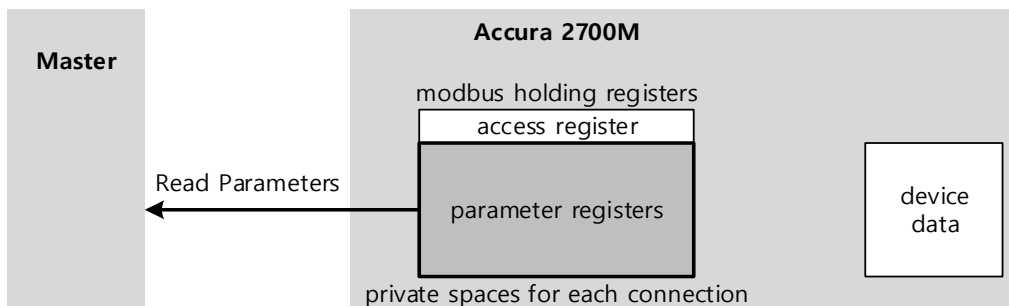 Accura 2700M
Master
modbus holding registers
access register
Read Parameters
parameter registers
device
data
private spaces for each connection